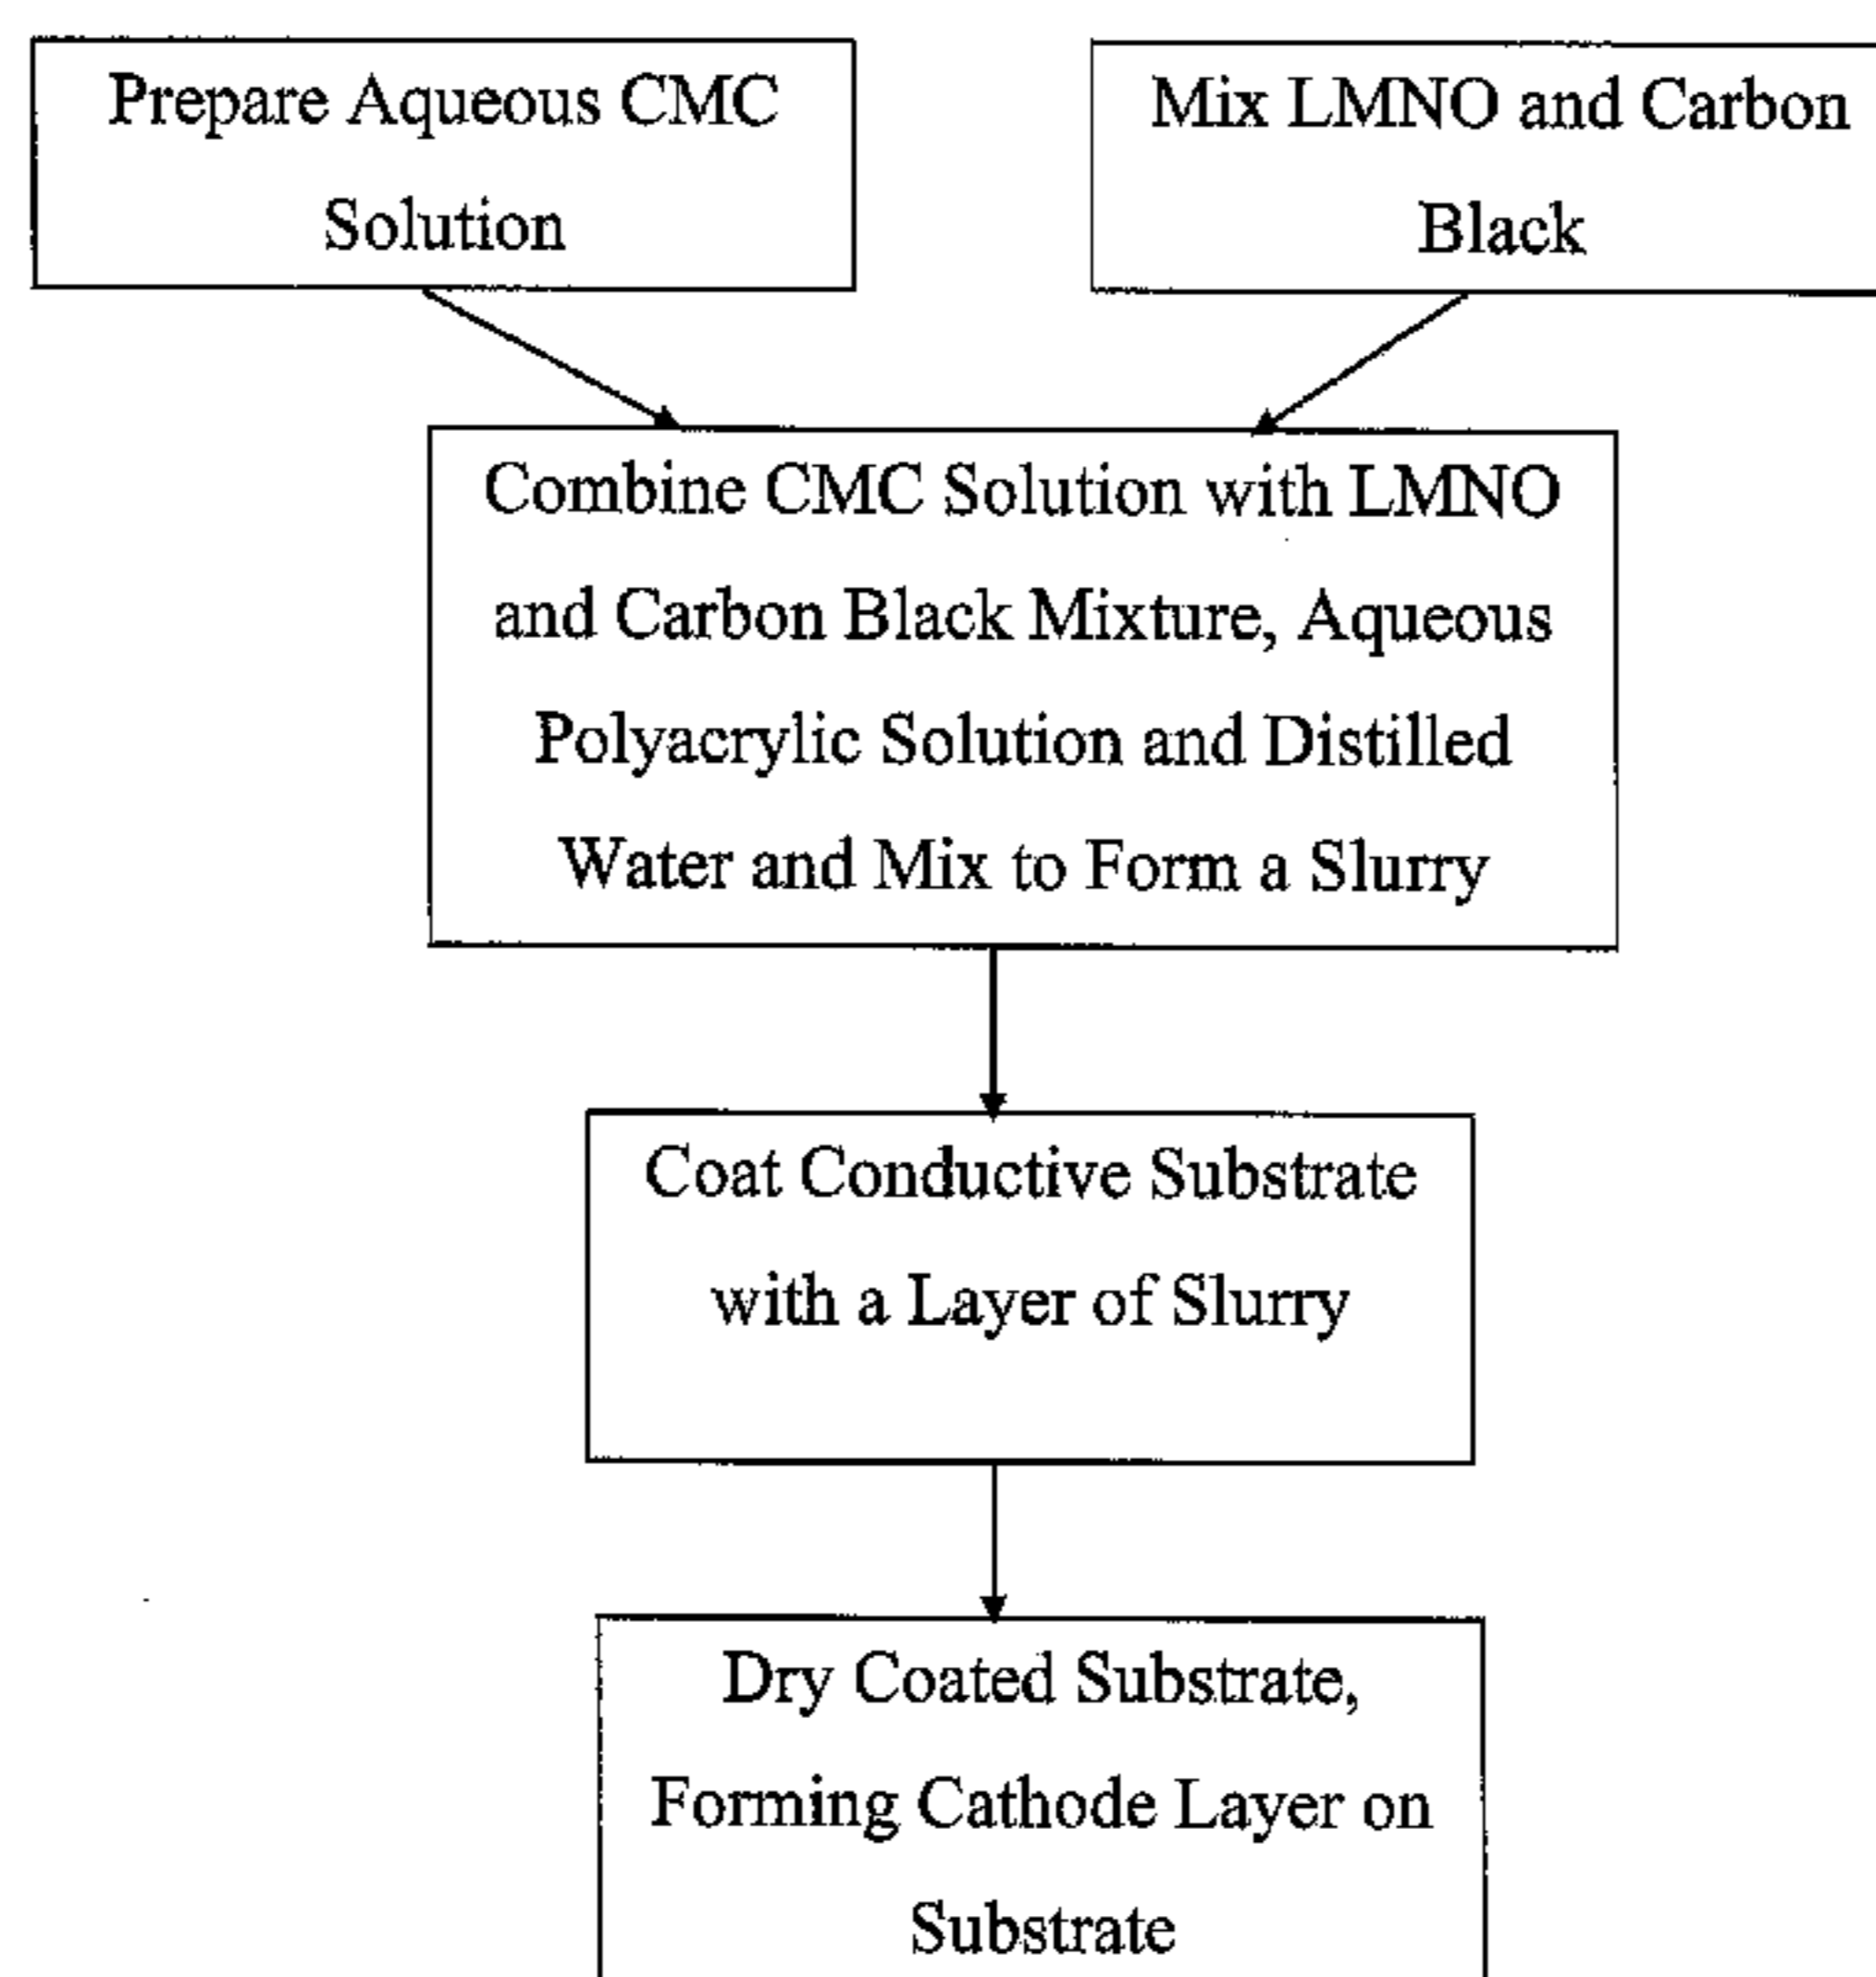 Prepare Aqueous CMC
Solution
Mix LMNO and Carbon
Black
Combine CMC Solution with LMNO
and Carbon Black Mixture, Aqueous
Polyacrylic Solution and Distilled
Water and Mix to Form a Slurry
Coat Conductive Substrate
with a Layer of Slurry
Dry Coated Substrate,
Forming Cathode Layer on
Substrate